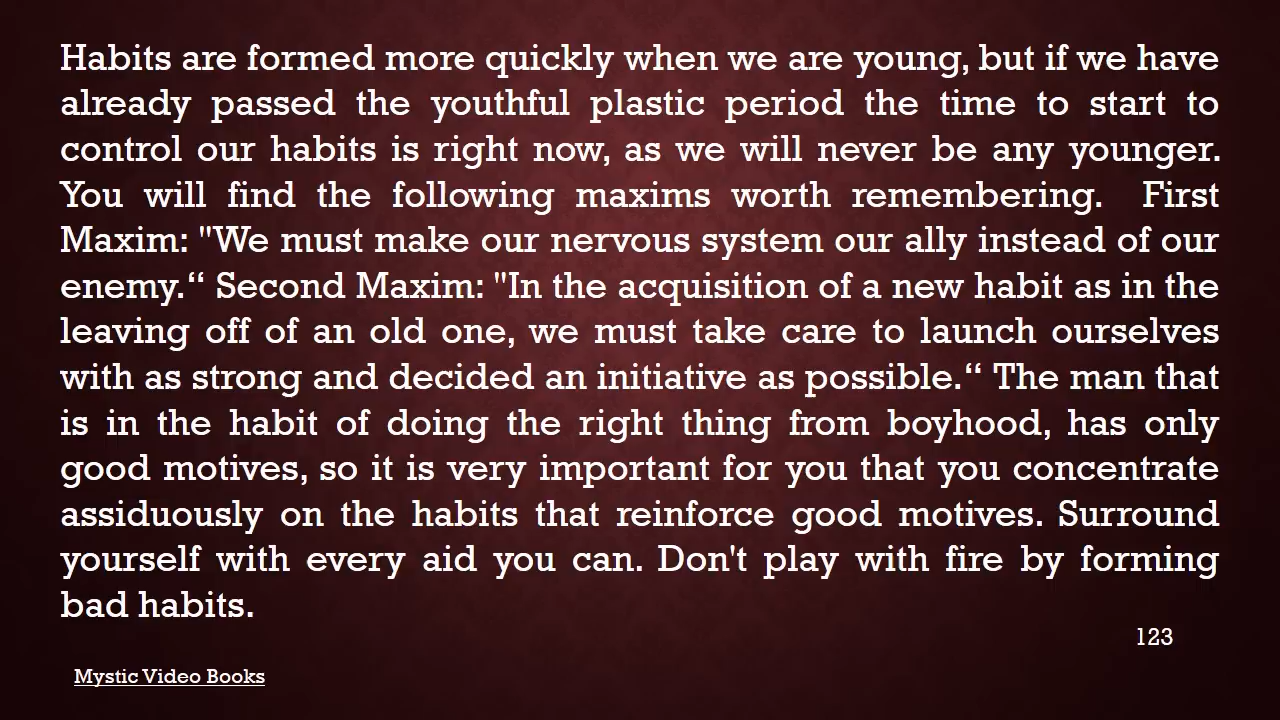 Habits are formed more quickly when we are young, but if we have
already passed the youthful plastic period the time to start to
control our habits is right now, as we will never be any younger.
You will find the following maxims worth remembering. First
Maxim: "We must make our nervous system our ally instead of our
enemy.“ Second Maxim: "In the acquisition of a new habit as in the
leaving off of an old one, we must take care to launch ourselves
with as strong and decided an initiative as possible.“ The man that
is in the habit of doing the right thing from boyhood, has only
good motives, so it is very important for you that you concentrate
assiduously on the habits that reinforce good motives. Surround
yourself with every aid you can. Don't play with fire by forming
bad habits.
123
Mystic Video Books